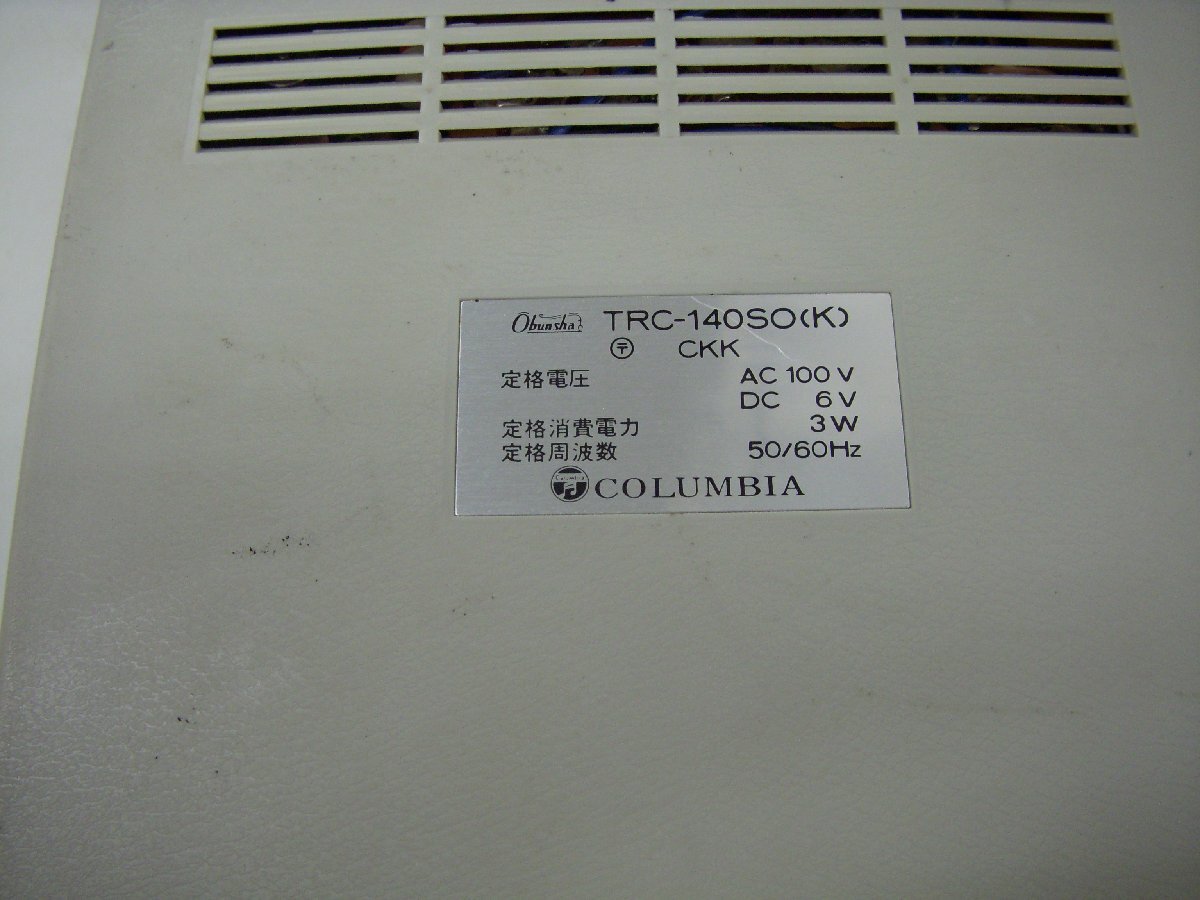 Obunsha TRC-140SO(K)
〒 CKK
定格電圧 AC 100 V
DC 6 V
定格消費電力 3 W
定格周波数 50/60Hz
COLUMBIA